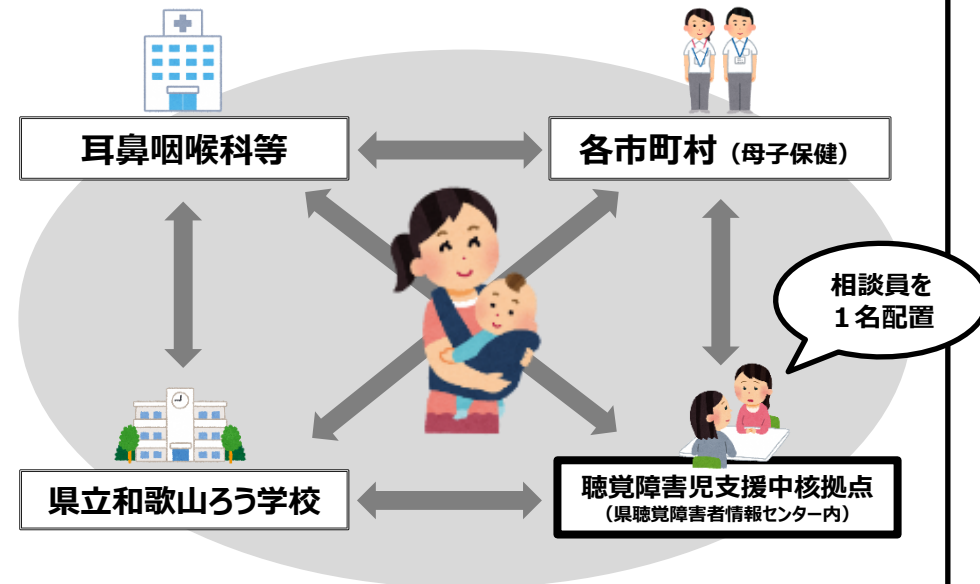 耳鼻咽喉科等
各市町村（母子保健）
相談員を
１名配置
県立和歌山ろう学校
聴覚障害児支援中核拠点
（県聴覚障害者情報センター内）